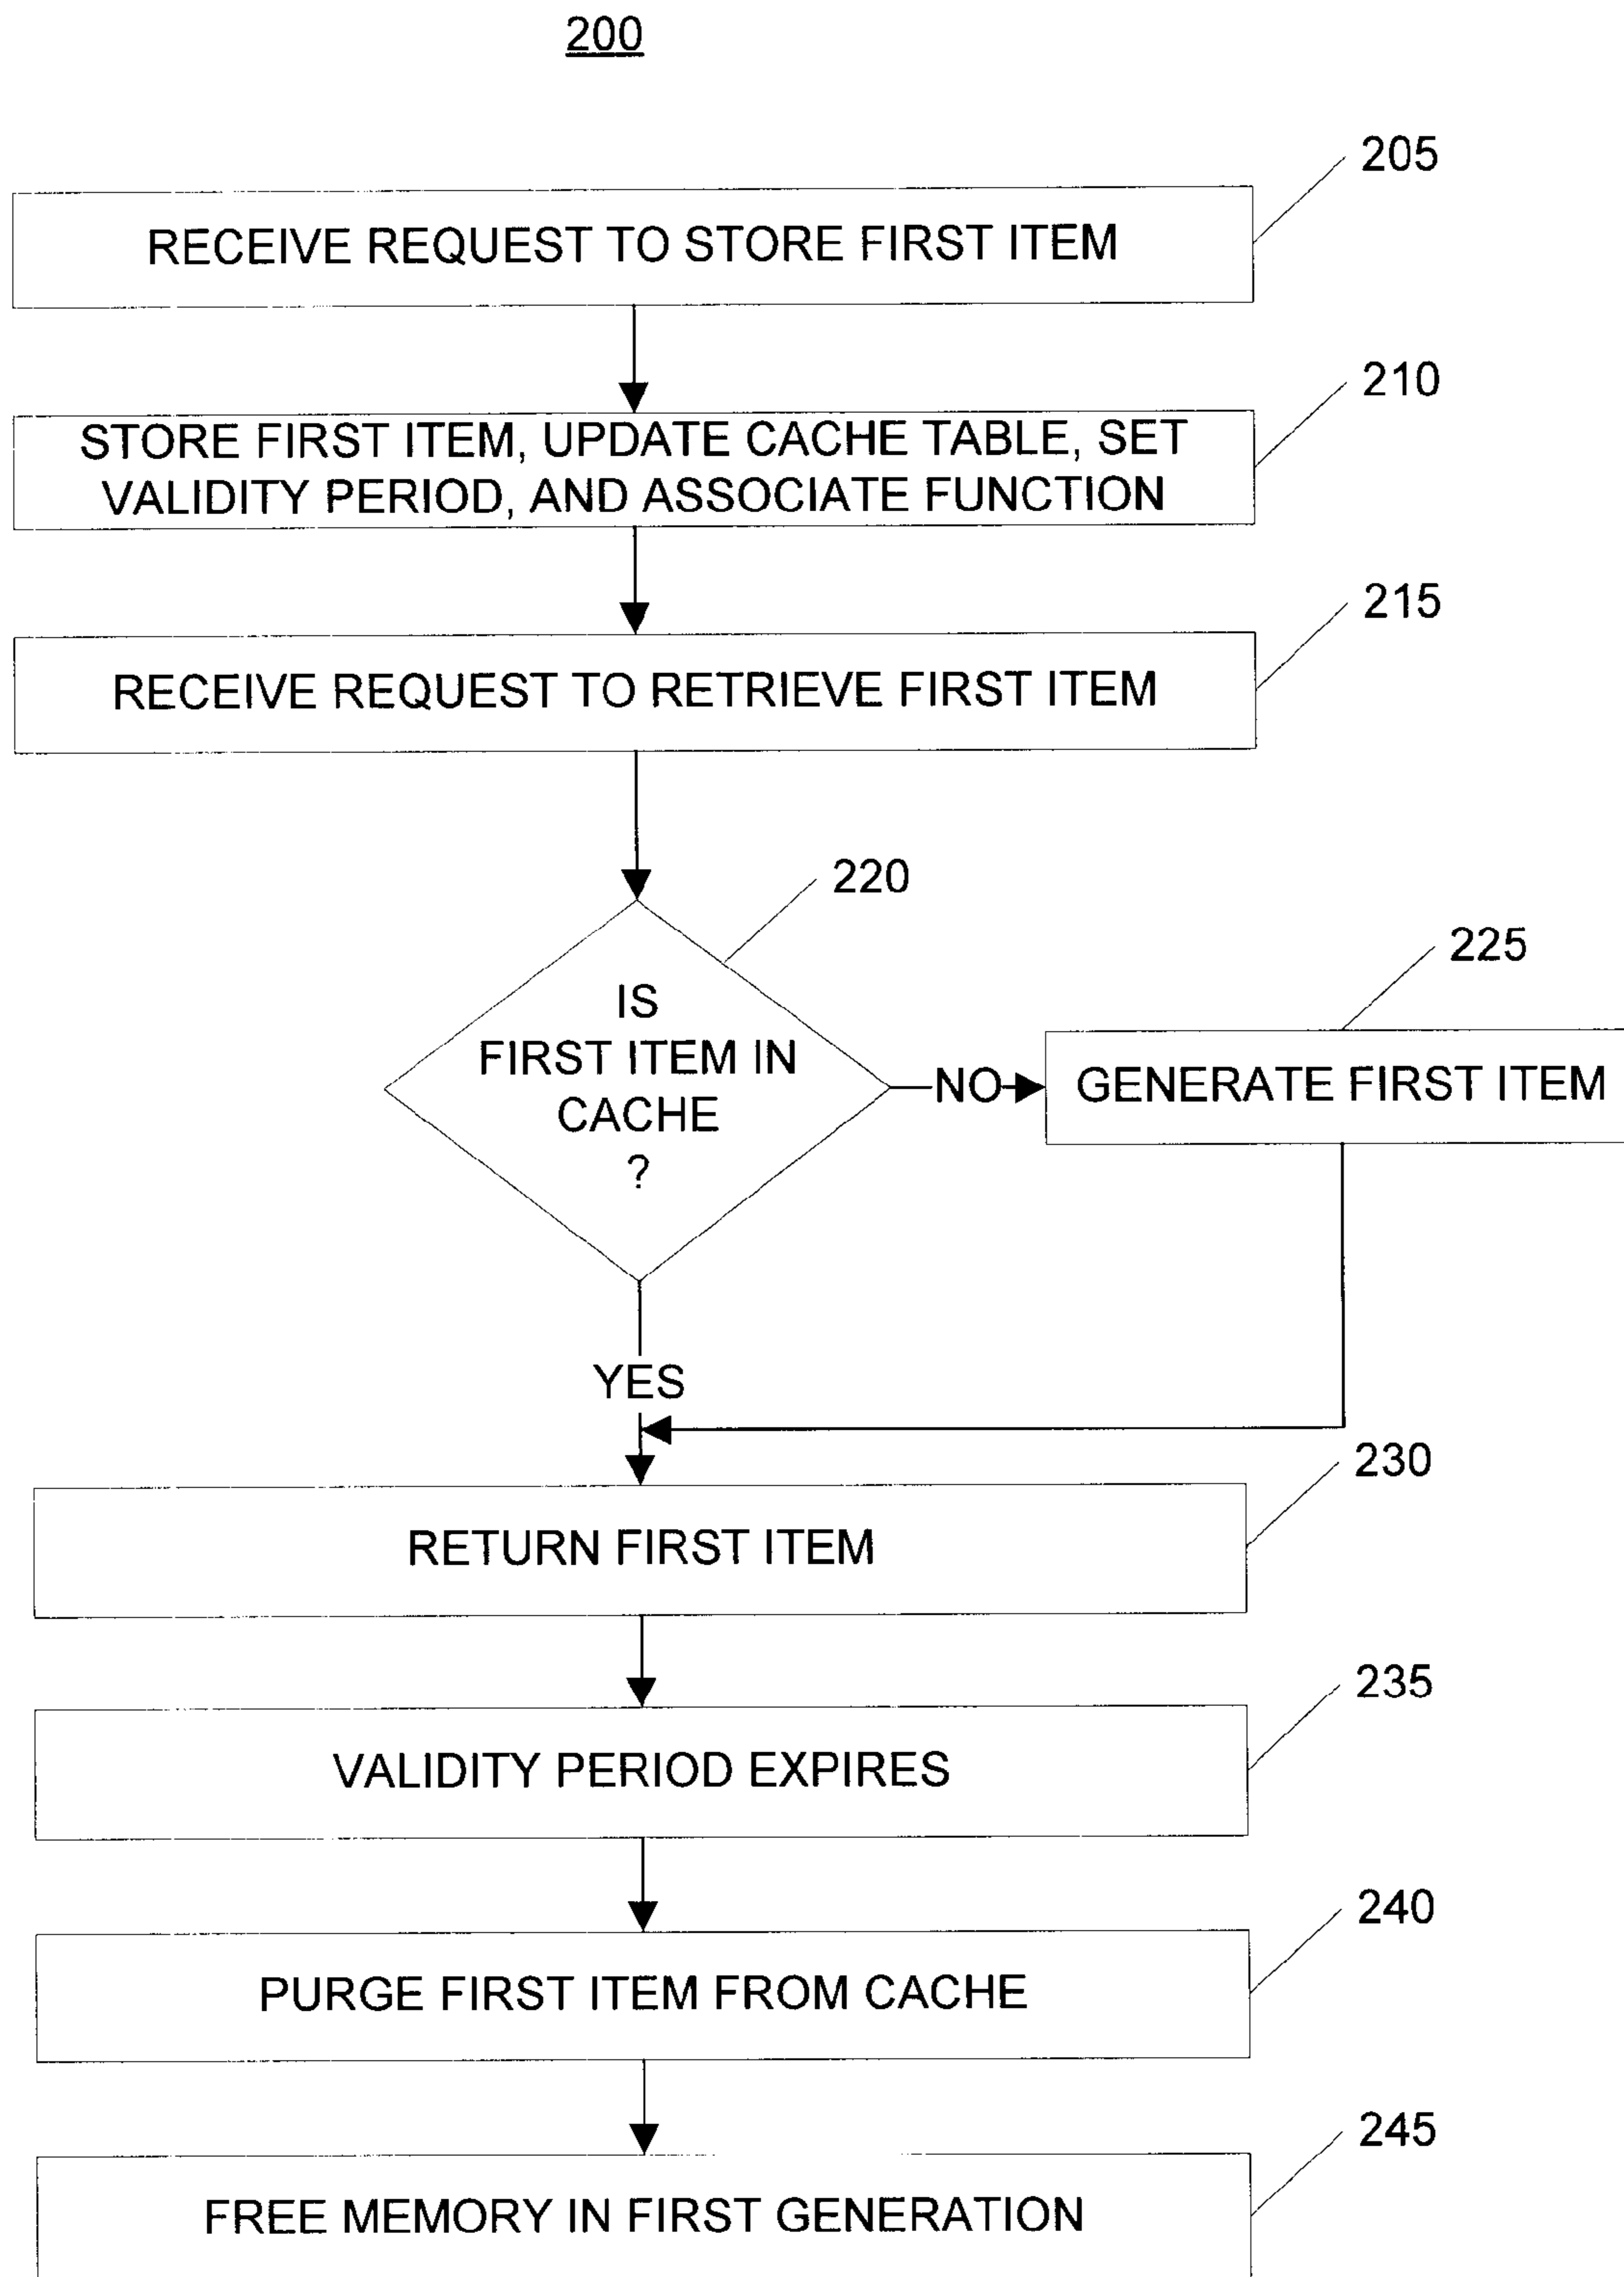 200
205
RECEIVE REQUEST TO STORE FIRST ITEM
210
STORE FIRST ITEM, UPDATE CACHE TABLE, SET
VALIDITY PERIOD, AND ASSOCIATE FUNCTION
215
RECEIVE REQUEST TO RETRIEVE FIRST ITEM
220
IS
FIRST ITEM IN
CACHE
?
NO
225
GENERATE FIRST ITEM
YES
230
RETURN FIRST ITEM
235
VALIDITY PERIOD EXPIRES
240
PURGE FIRST ITEM FROM CACHE
245
FREE MEMORY IN FIRST GENERATION